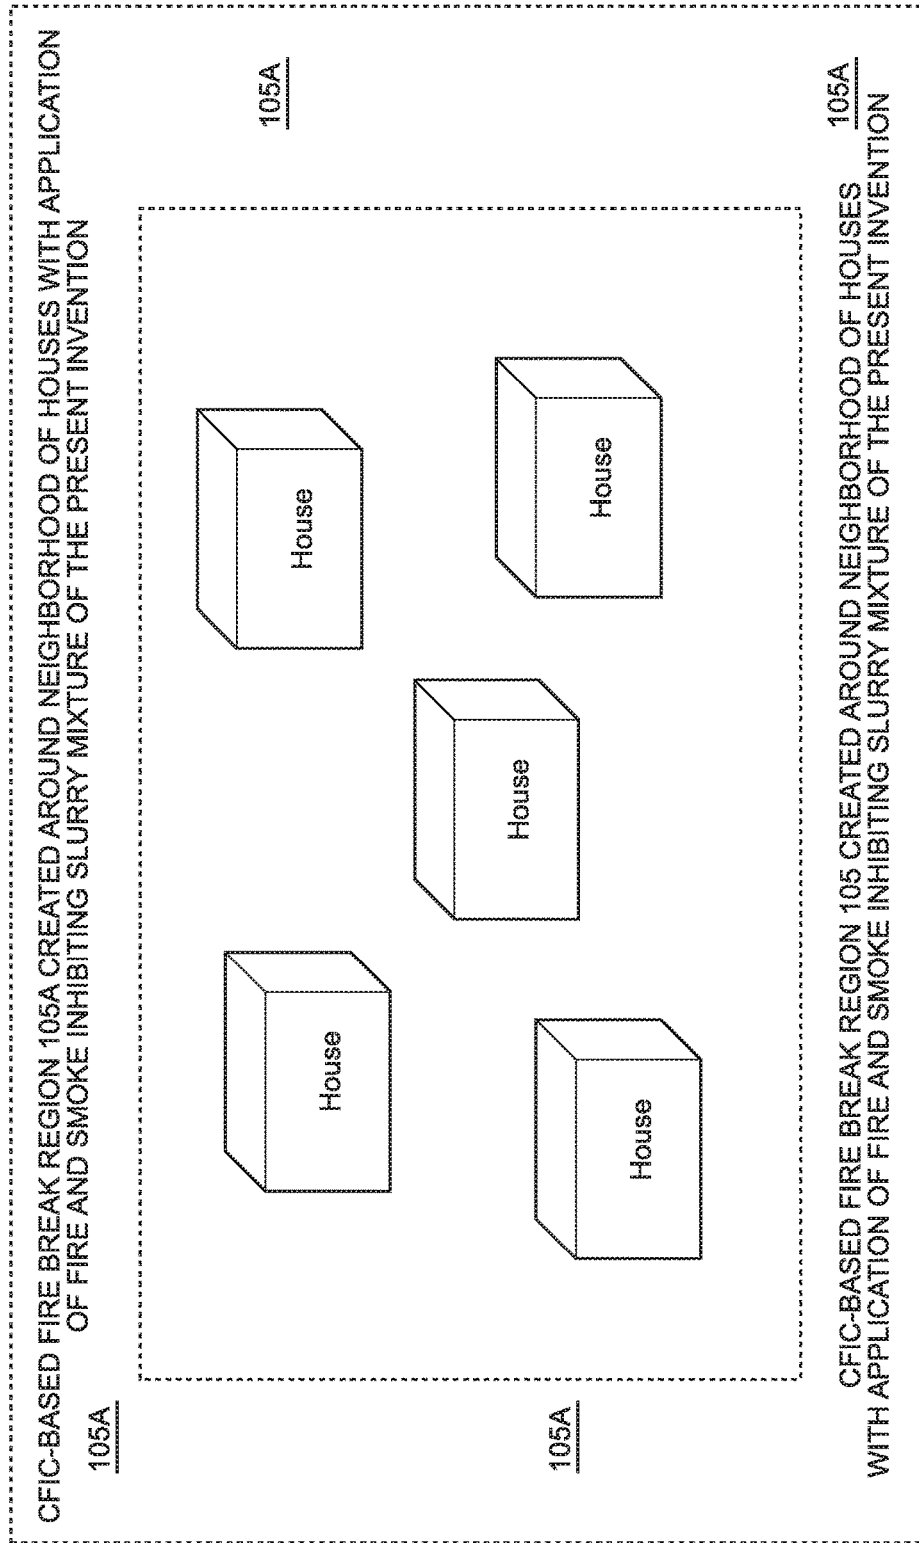 CFIC-BASED FIRE BREAK REGION 105A CREATED AROUND NEIGHBORHOOD OF HOUSES WITH APPLICATION
OF FIRE AND SMOKE INHIBITING SLURRY MIXTURE OF THE PRESENT INVENTION
105A
105A
House
House
House
105A
House
House
105A
CFIC-BASED FIRE BREAK REGION 105 CREATED AROUND NEIGHBORHOOD OF HOUSES
WITH APPLICATION OF FIRE AND SMOKE INHIBITING SLURRY MIXTURE OF THE PRESENT INVENTION